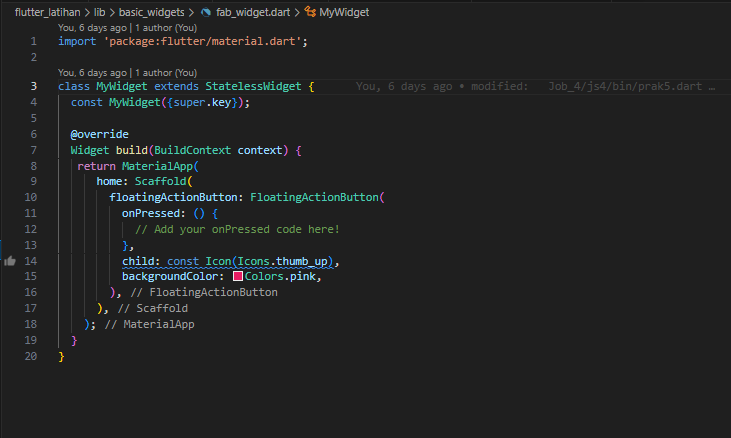 flutter_latihan > lib > basic_widgets > fab_widget.dart > MyWidget
You, 6 days ago | 1 author (You)
1 import 'package:flutter/material.dart';
2
You, 6 days ago | 1 author (You)
3 class MyWidget extends StatelessWidget { You, 6 days ago • modified: Job_4/js4/bin/prak5.dart …
4 const MyWidget({super.key});
5
6 @override
7 Widget build(BuildContext context) {
8 return MaterialApp(
9 home: Scaffold(
10 floatingActionButton: FloatingActionButton(
11 onPressed: () {
12 // Add your onPressed code here!
13 },
14 child: const Icon(Icons.thumb_up),
15 backgroundColor: Colors.pink,
16 ), // FloatingActionButton
17 ), // Scaffold
18 ); // MaterialApp
19 }
20 }